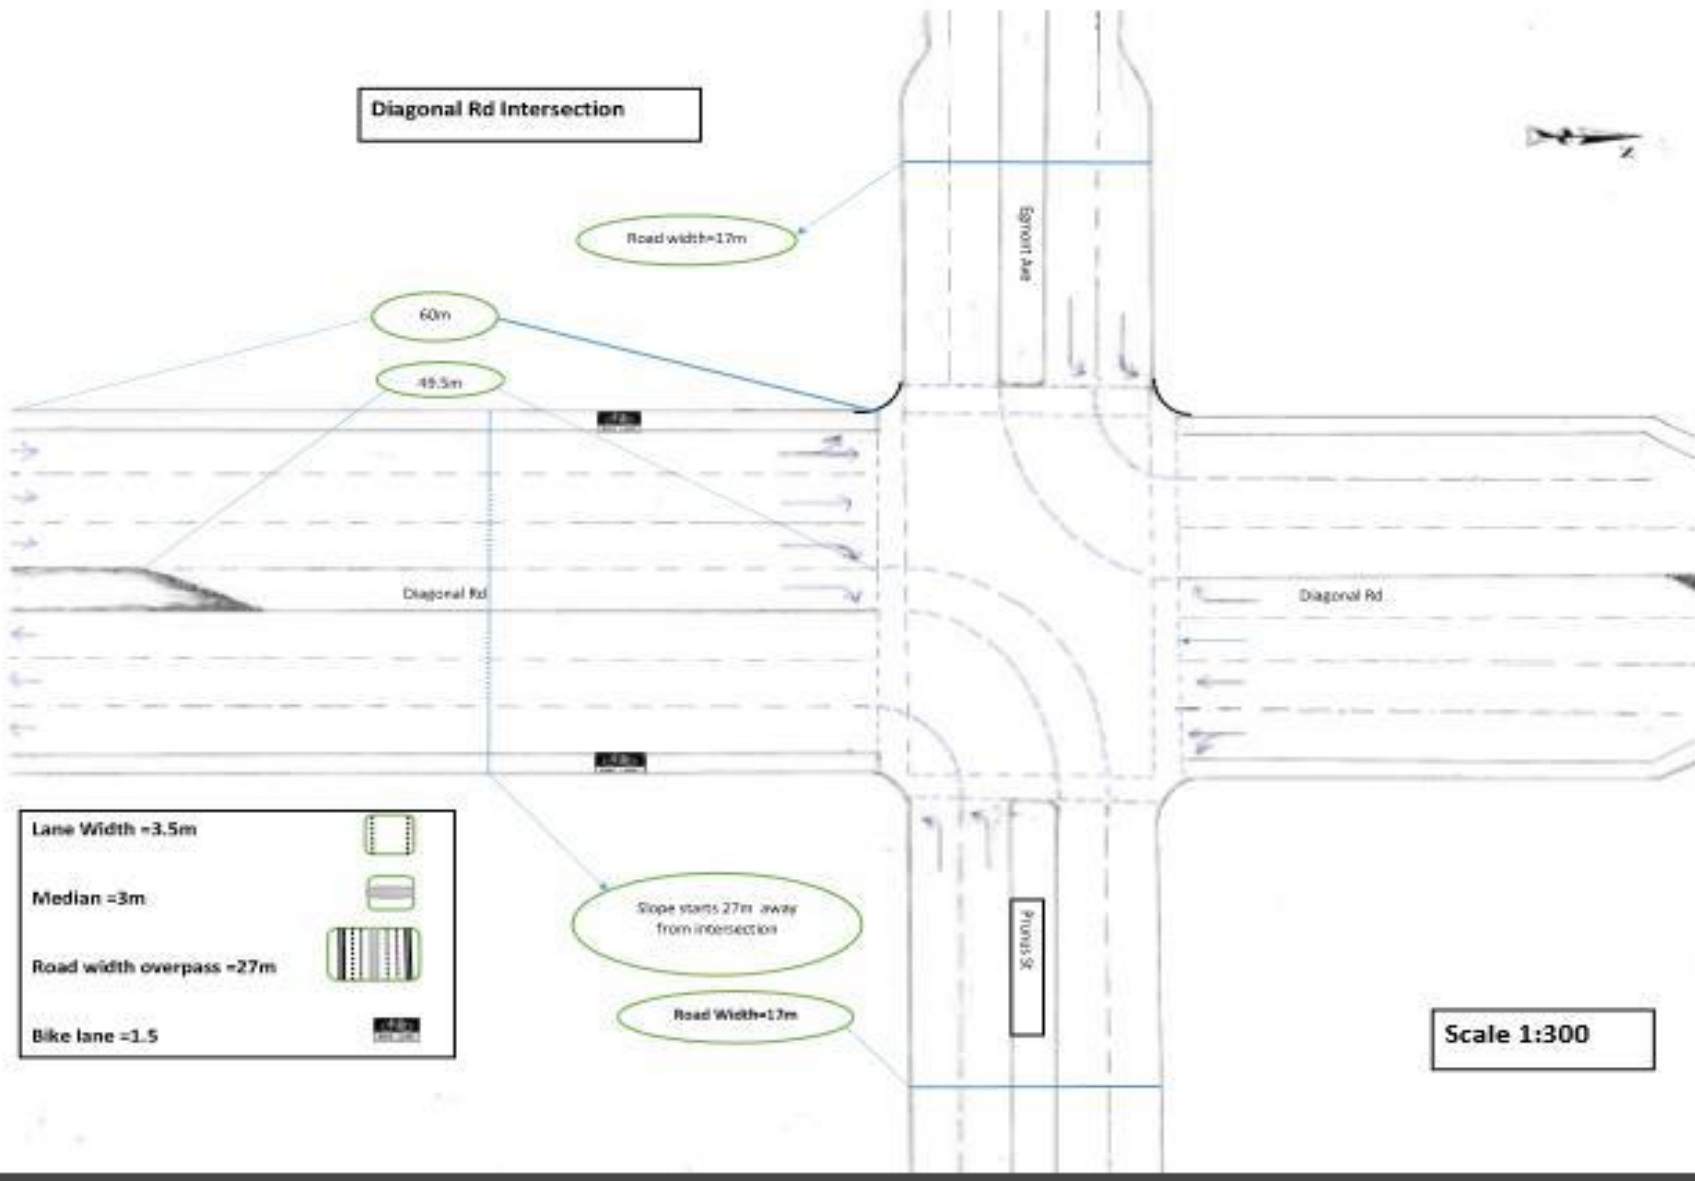 Diagonal Rd Intersection
Z
Road width=17m
Egmont Ave
60m
49.5m
Diagonal Rd
Diagonal Rd
Lane Width =3.5m
Median =3m
Road width overpass =27m
Bike lane =1.5
Slope starts 27m away
from intersection
Road Width=17m
Prunus St
Scale 1:300